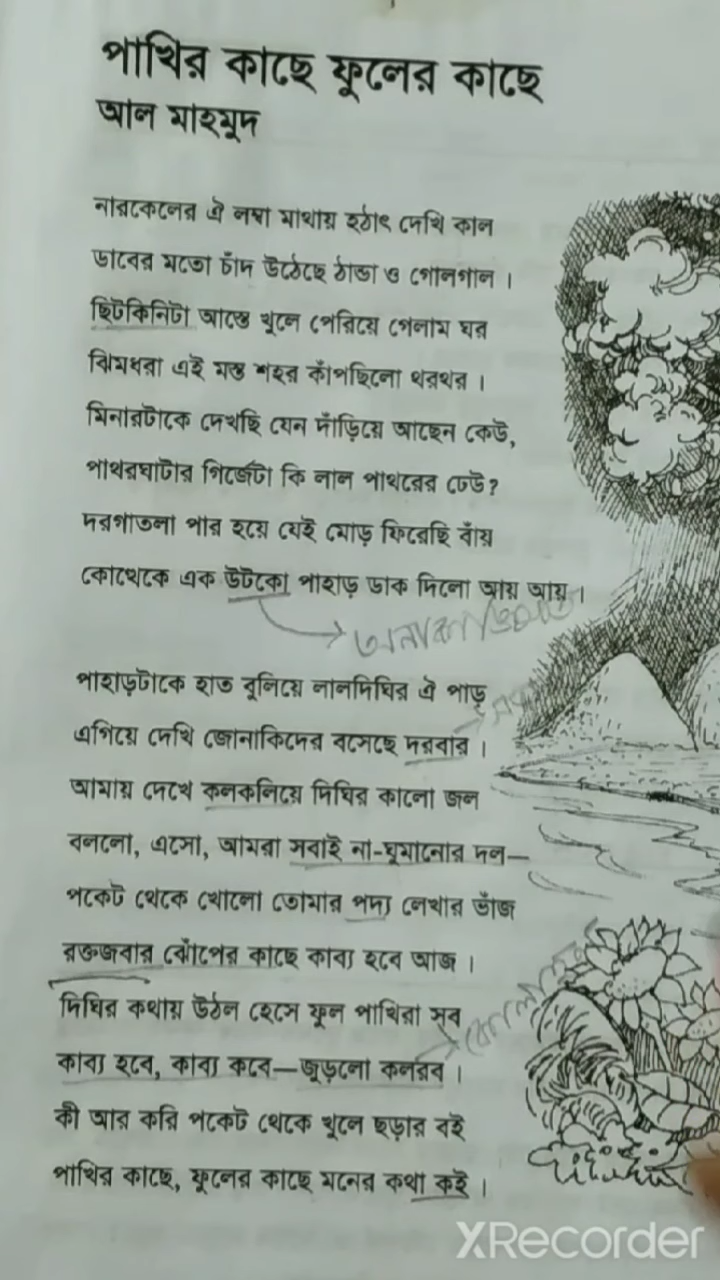 পাখির কাছে ফুলের কাছে
আল মাহমুদ
নারকেলের ঐ লম্বা মাথায় হঠাৎ দেখি কাল
ডাবের মতো চাঁদ উঠেছে ঠান্ডা ও গোলগাল ।
ছিটকিনিটা আস্তে খুলে পেরিয়ে গেলাম ঘর
ঝিমধরা এই মস্ত শহর কাঁপছিলো থরথর ।
মিনারটাকে দেখছি যেন দাঁড়িয়ে আছেন কেউ,
পাথরঘাটার গির্জেটা কি লাল পাথরের ঢেউ?
দরগাতলা পার হয়ে যেই মোড় ফিরেছি বাঁয়
কোত্থেকে এক উটকো পাহাড় ডাক দিলো আয় আয় ।
পাহাড়টাকে হাত বুলিয়ে লালদিঘির ঐ পাড়
এগিয়ে দেখি জোনাকিদের বসেছে দরবার ।
আমায় দেখে কলকলিয়ে দিঘির কালো জল
বললো, এসো, আমরা সবাই না-ঘুমানোর দল—
পকেট থেকে খোলো তোমার পদ্য লেখার ভাঁজ
রক্তজবার ঝোঁপের কাছে কাব্য হবে আজ ।
দিঘির কথায় উঠল হেসে ফুল পাখিরা সব
কাব্য হবে, কাব্য কবে—জুড়লো কলরব ।
কী আর করি পকেট থেকে খুলে ছড়ার বই
পাখির কাছে, ফুলের কাছে মনের কথা কই ।
XRecorder